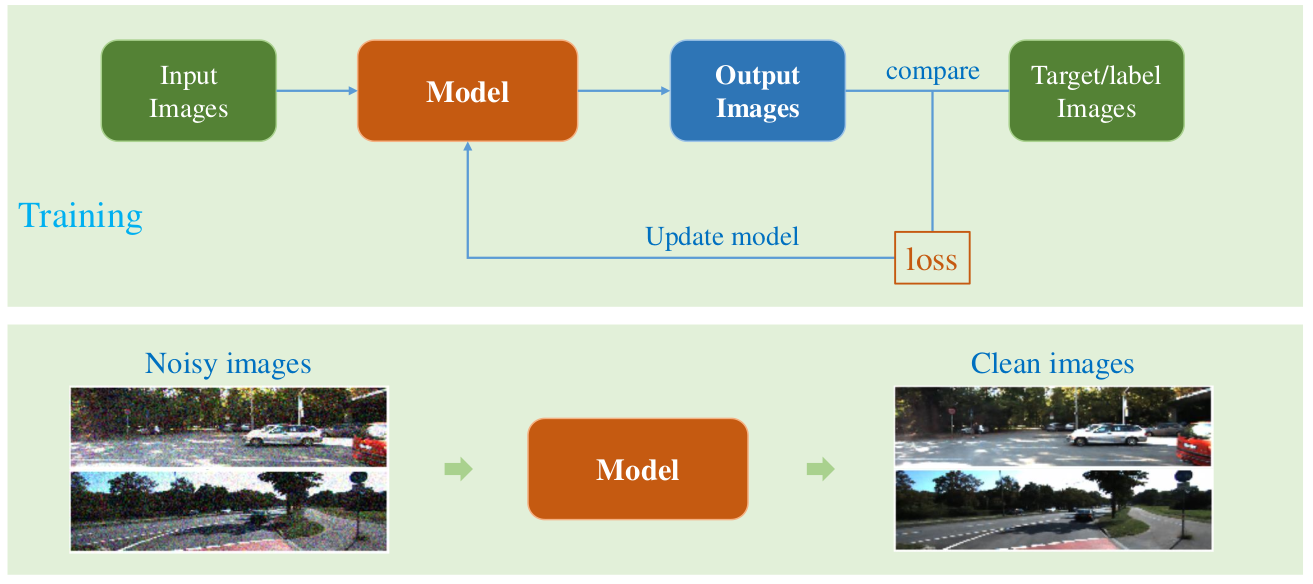 Input
Images
Model
Output
Images
compare
Target/label
Images
Training
Update model
loss
Noisy images
Clean images
Model